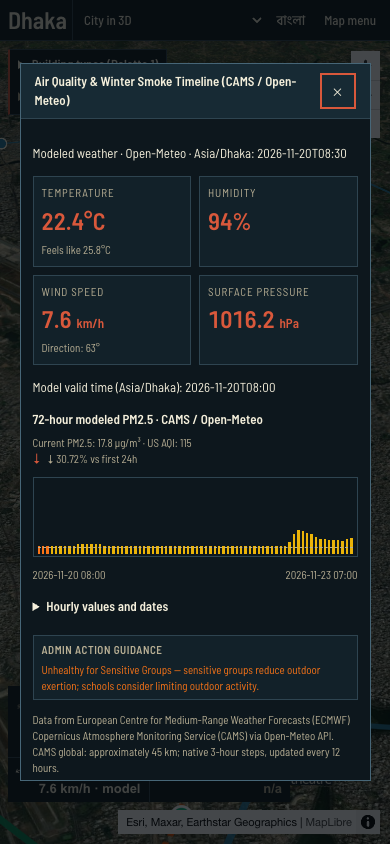 Dhaka
City in 3D
বাংলা
Map menu
Air Quality & Winter Smoke Timeline (CAMS / Open-
Meteo)
×
Modeled weather · Open-Meteo · Asia/Dhaka: 2026-11-20T08:30
TEMPERATURE
22.4°C
Feels like 25.8°C
HUMIDITY
94%
WIND SPEED
7.6 km/h
Direction: 63°
SURFACE PRESSURE
1016.2 hPa
Model valid time (Asia/Dhaka): 2026-11-20T08:00
72-hour modeled PM2.5 · CAMS / Open-Meteo
Current PM2.5: 17.8 µg/m³ · US AQI: 115
↓ ↓ 30.72% vs first 24h
2026-11-20 08:00
2026-11-23 07:00
▶ Hourly values and dates
ADMIN ACTION GUIDANCE
Unhealthy for Sensitive Groups — sensitive groups reduce outdoor
exertion; schools consider limiting outdoor activity.
Data from European Centre for Medium-Range Weather Forecasts (ECMWF)
Copernicus Atmosphere Monitoring Service (CAMS) via Open-Meteo API.
CAMS global: approximately 45 km; native 3-hour steps, updated every 12
hours.
7.6 km/h · model
n/a
Esri, Maxar, Earthstar Geographics | MapLibre